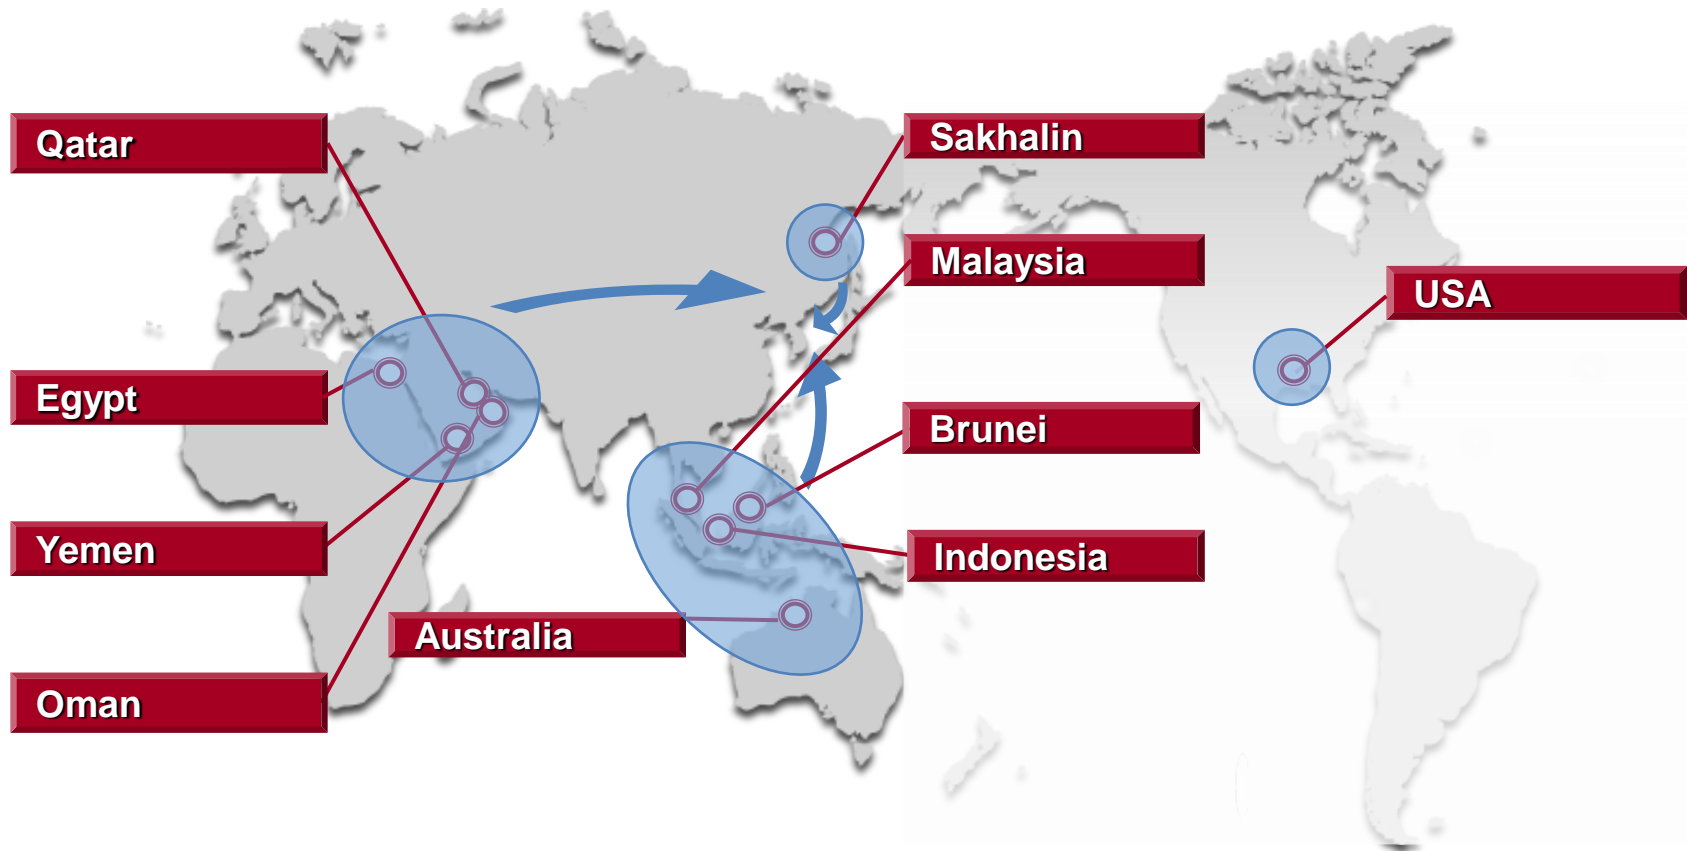 Qatar
Sakhalin
Malaysia
USA
Egypt
Brunei
Yemen
Indonesia
Australia
Oman